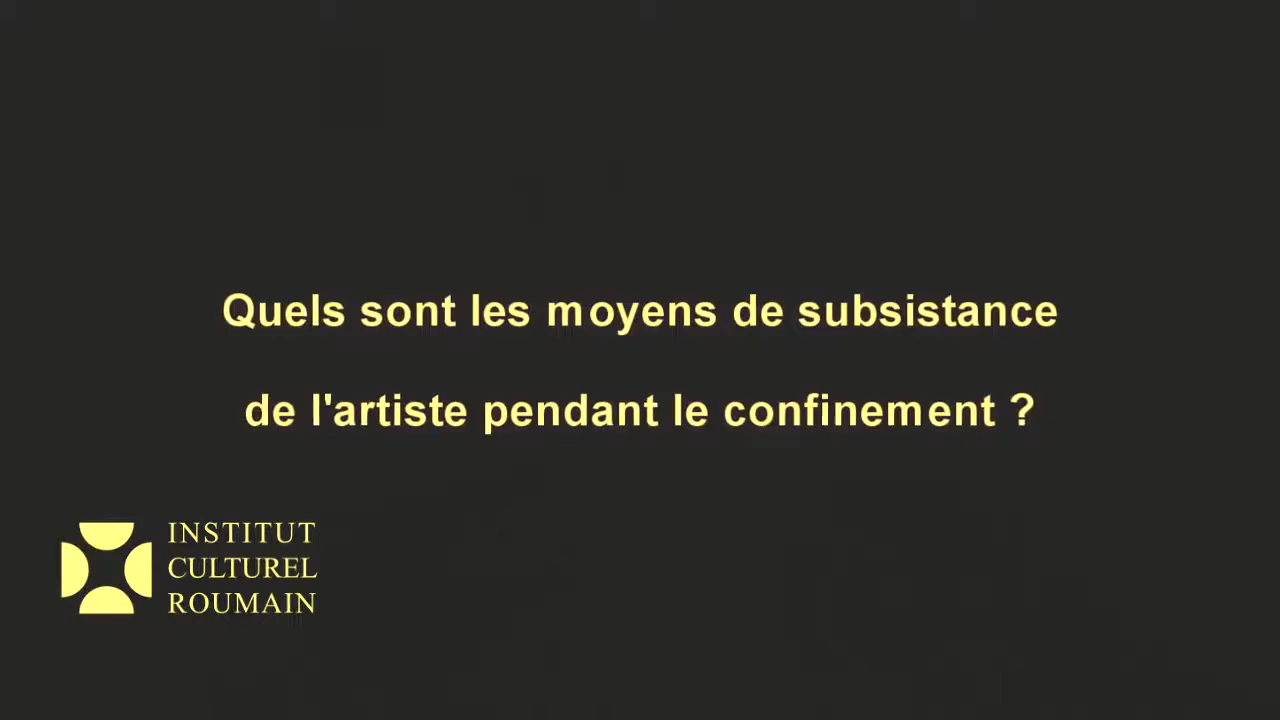 Quels sont les moyens de subsistance
de l'artiste pendant le confinement ?
INSTITUT
CULTUREL
ROUMAIN